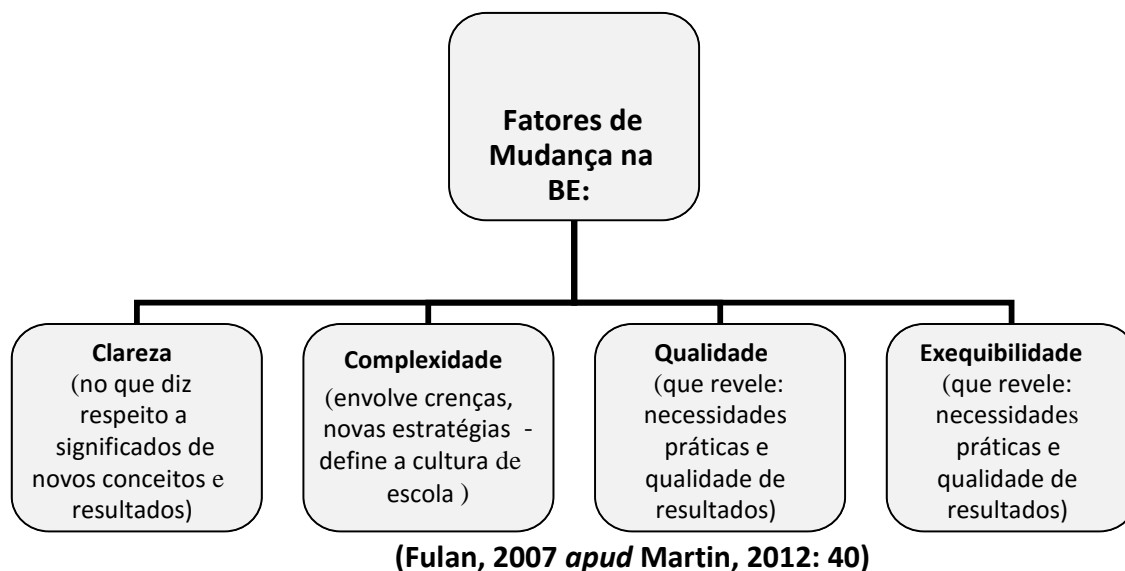 Fatores de
Mudança na
BE:
Clareza
(no que diz
respeito a
significados de
novos conceitos e
resultados)
Complexidade
(envolve crenças,
novas estratégias -
define a cultura de
escola )
Qualidade
(que revele:
necessidades
práticas e
qualidade de
resultados)
Exequibilidade
(que revele:
necessidades
práticas e
qualidade de
resultados)
(Fulan, 2007 apud Martin, 2012: 40)